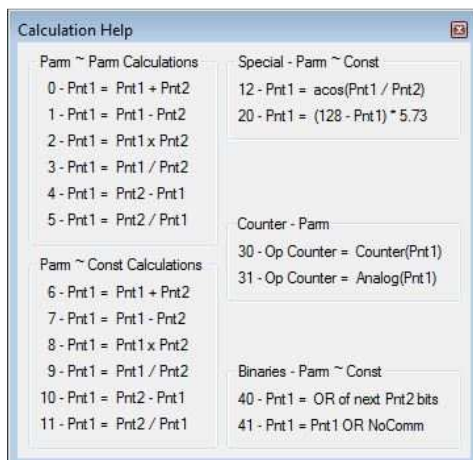 Calculation Help
Parm ~ Parm Calculations
0 - Pnt1 = Pnt1 + Pnt2
1 - Pnt1 = Pnt1 - Pnt2
2 - Pnt1 = Pnt1 x Pnt2
3 - Pnt1 = Pnt1 / Pnt2
4 - Pnt1 = Pnt2 - Pnt1
5 - Pnt1 = Pnt2 / Pnt1
Parm ~ Const Calculations
6 - Pnt1 = Pnt1 + Pnt2
7 - Pnt1 = Pnt1 - Pnt2
8 - Pnt1 = Pnt1 x Pnt2
9 - Pnt1 = Pnt1 / Pnt2
10 - Pnt1 = Pnt2 - Pnt1
11 - Pnt1 = Pnt2 / Pnt1
Special - Parm ~ Const
12 - Pnt1 = acos(Pnt1 / Pnt2)
20 - Pnt1 = (128 - Pnt1) * 5.73
Counter - Parm
30 - Op Counter = Counter(Pnt1)
31 - Op Counter = Analog(Pnt1)
Binaries - Parm ~ Const
40 - Pnt1 = OR of next Pnt2 bits
41 - Pnt1 = Pnt1 OR NoComm